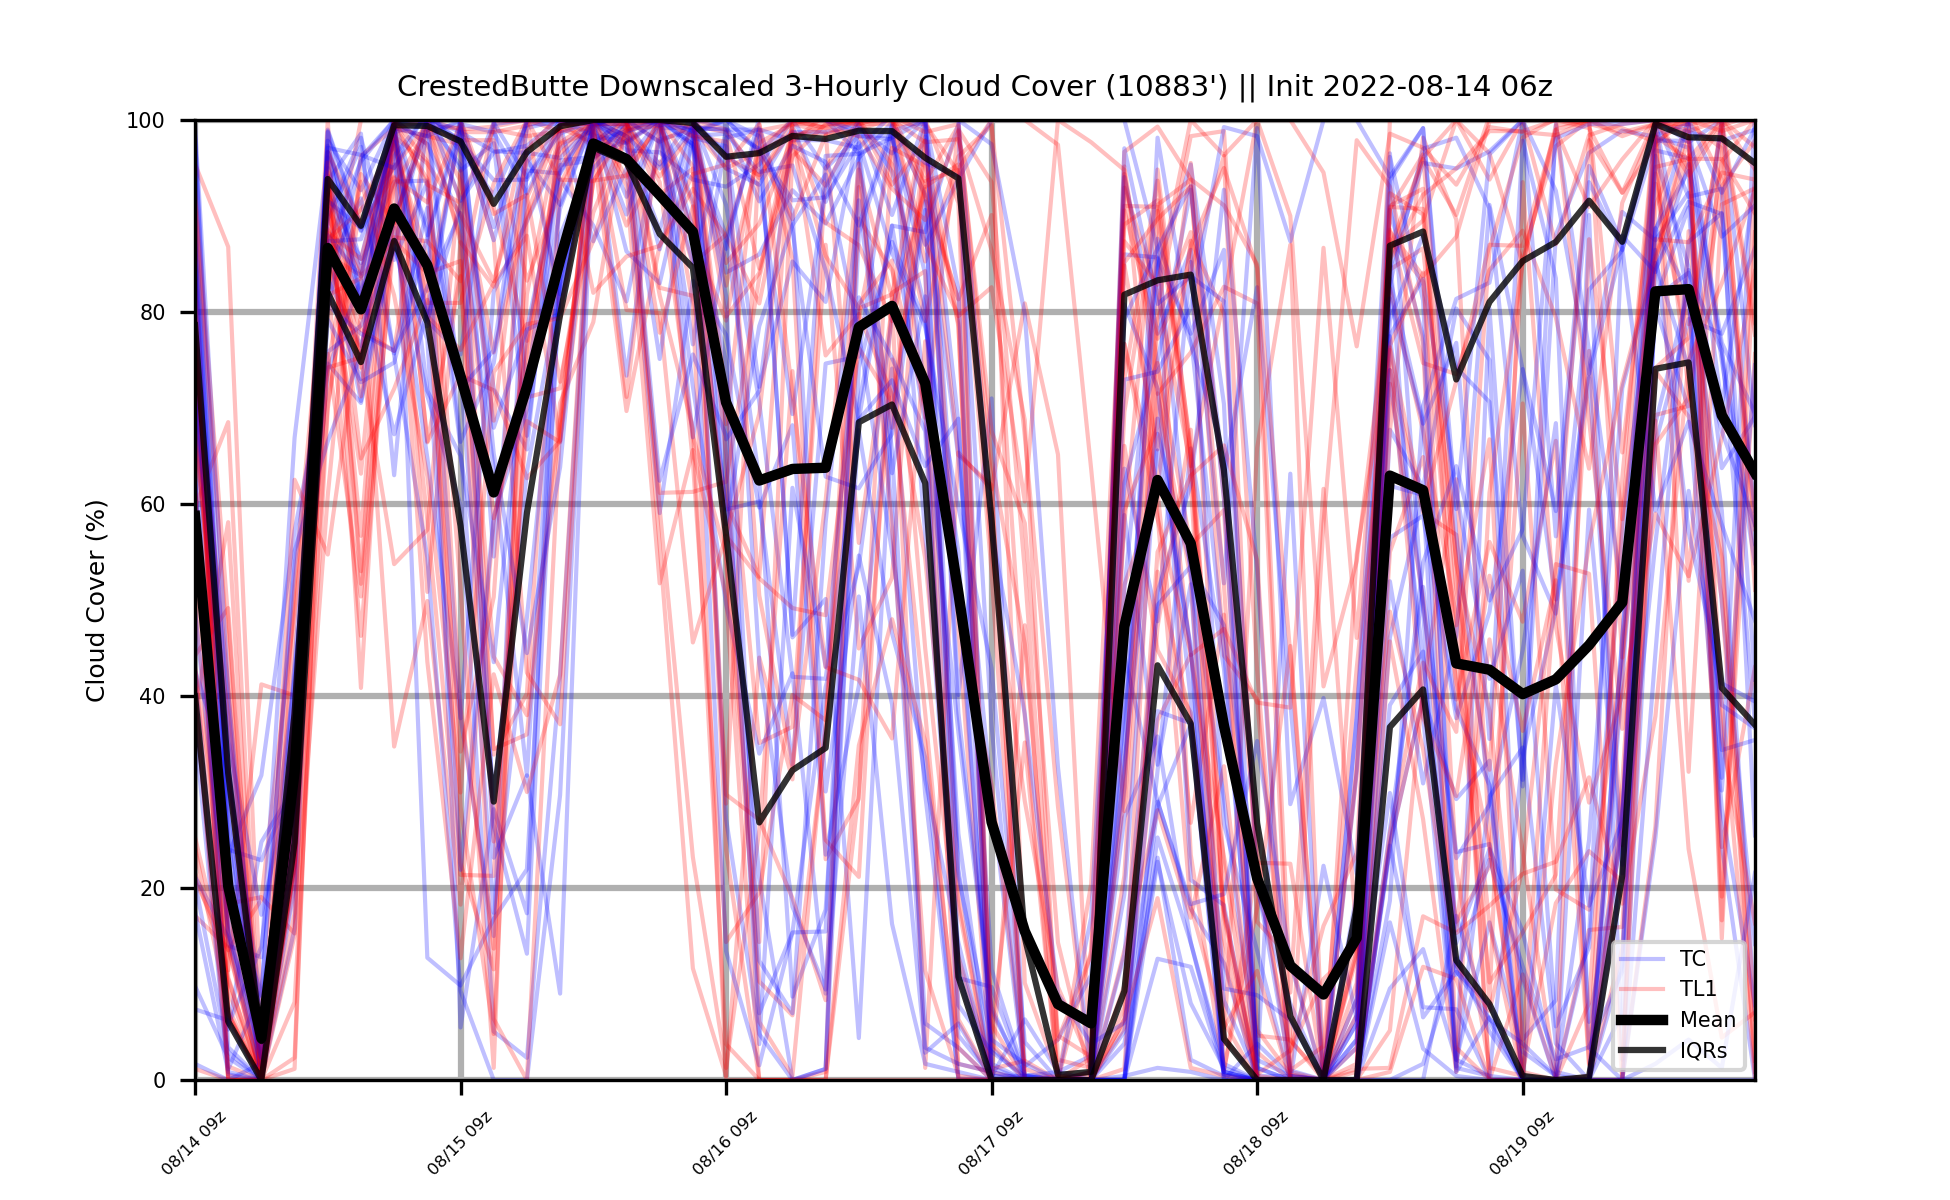 CrestedButte Downscaled 3-Hourly Cloud Cover (10883') || Init 2022-08-14 06z
Cloud Cover (%)
100
80
60
40
20
0
TC
TL1
Mean
IQRs
08/14 09z
08/15 09z
08/16 09z
08/17 09z
08/18 09z
08/19 09z